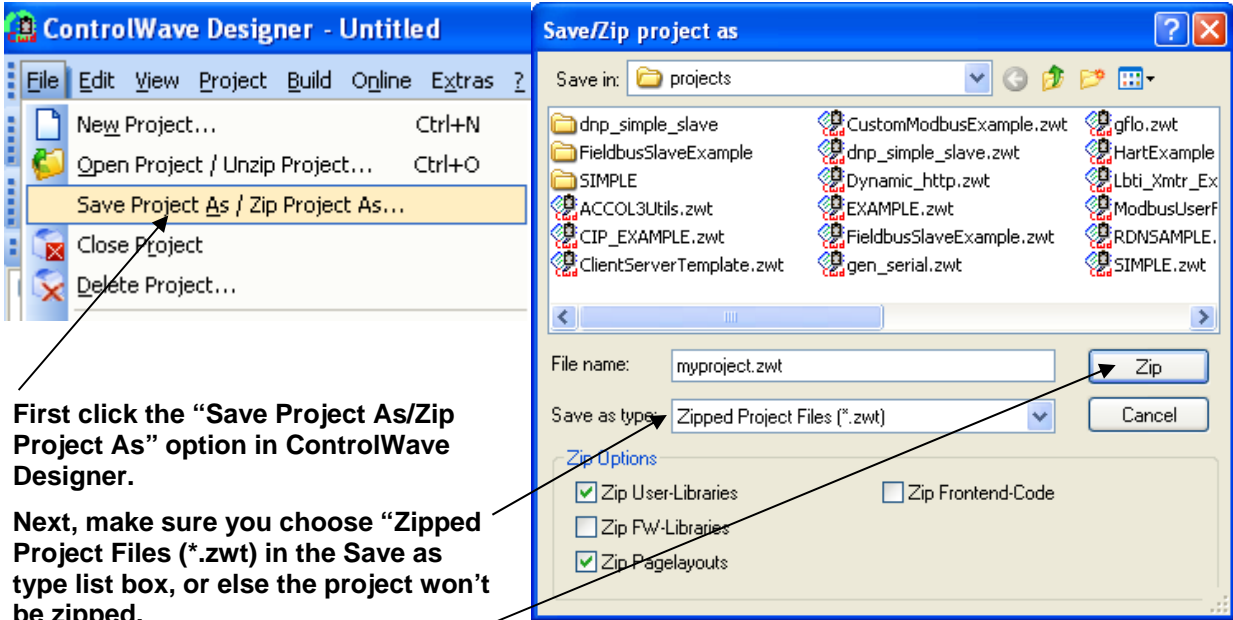 ControlWave Designer - Untitled
File Edit View Project Build Online Extras ?
New Project... Ctrl+N
Open Project / Unzip Project... Ctrl+O
Save Project As / Zip Project As...
Close Project
Delete Project...
First click the “Save Project As/Zip
Project As” option in ControlWave
Designer.
Next, make sure you choose “Zipped
Project Files (*.zwt) in the Save as
type list box, or else the project won’t
be zipped.
Save/Zip project as
Save in: projects
dnp_simple_slave CustomModbusExample.zwt gflo.zwt
FieldbusSlaveExample dnp_simple_slave.zwt HartExample
SIMPLE Dynamic_http.zwt Lbti_Xmtr_Ex
ACCOL3Utils.zwt EXAMPLE.zwt ModbusUserF
CIP_EXAMPLE.zwt FieldbusSlaveExample.zwt RDNSAMPLE.
ClientServerTemplate.zwt gen_serial.zwt SIMPLE.zwt
File name: myproject.zwt Zip
Save as type: Zipped Project Files (*.zwt) Cancel
Zip Options
Zip User-Libraries Zip Frontend-Code
Zip FW-Libraries
Zip Pagelayouts